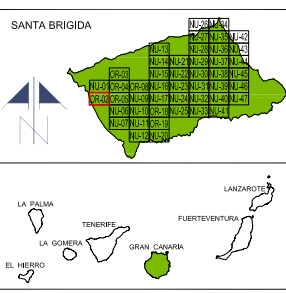 SANTA BRIGIDA
NU-26 NU-34
NU-27 NU-35 NU-42
NU-13 NU-28 NU-36 NU-43
NU-14 NU-21 NU-29 NU-37 NU-44
OR-03 NU-15 NU-22 NU-30 NU-38 NU-45
NU-01 OR-04 OR-06 NU-16 NU-23 NU-31 NU-39 NU-46
OR-02 OR-05 NU-09 NU-17 NU-24 NU-32 NU-40 NU-47
NU-06 NU-10 OR-18 NU-25 NU-33 NU-41
NU-07 NU-11 OR-19
NU-12 NU-20
N
LANZAROTE
LA PALMA
FUERTEVENTURA
TENERIFE
LA GOMERA
GRAN CANARIA
EL HIERRO